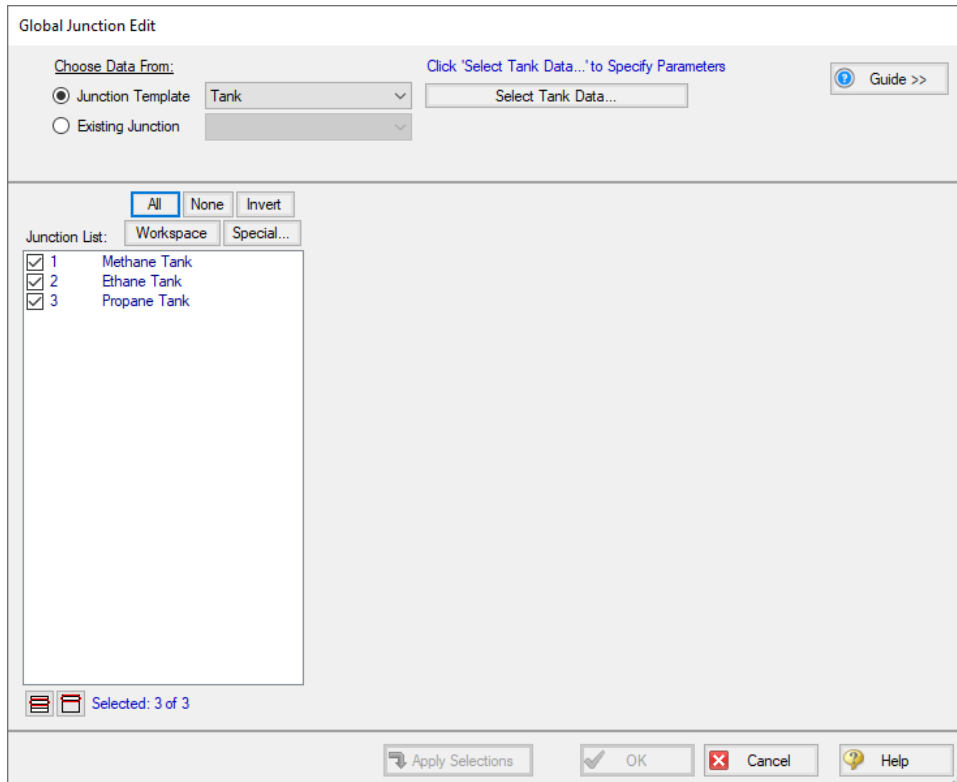 Global Junction Edit
Choose Data From:
Click 'Select Tank Data...' to Specify Parameters
Guide >>
Junction Template
Tank
Select Tank Data...
Existing Junction
All
None
Invert
Junction List:
Workspace
Special...
1 Methane Tank
2 Ethane Tank
3 Propane Tank
Selected: 3 of 3
Apply Selections
OK
Cancel
Help